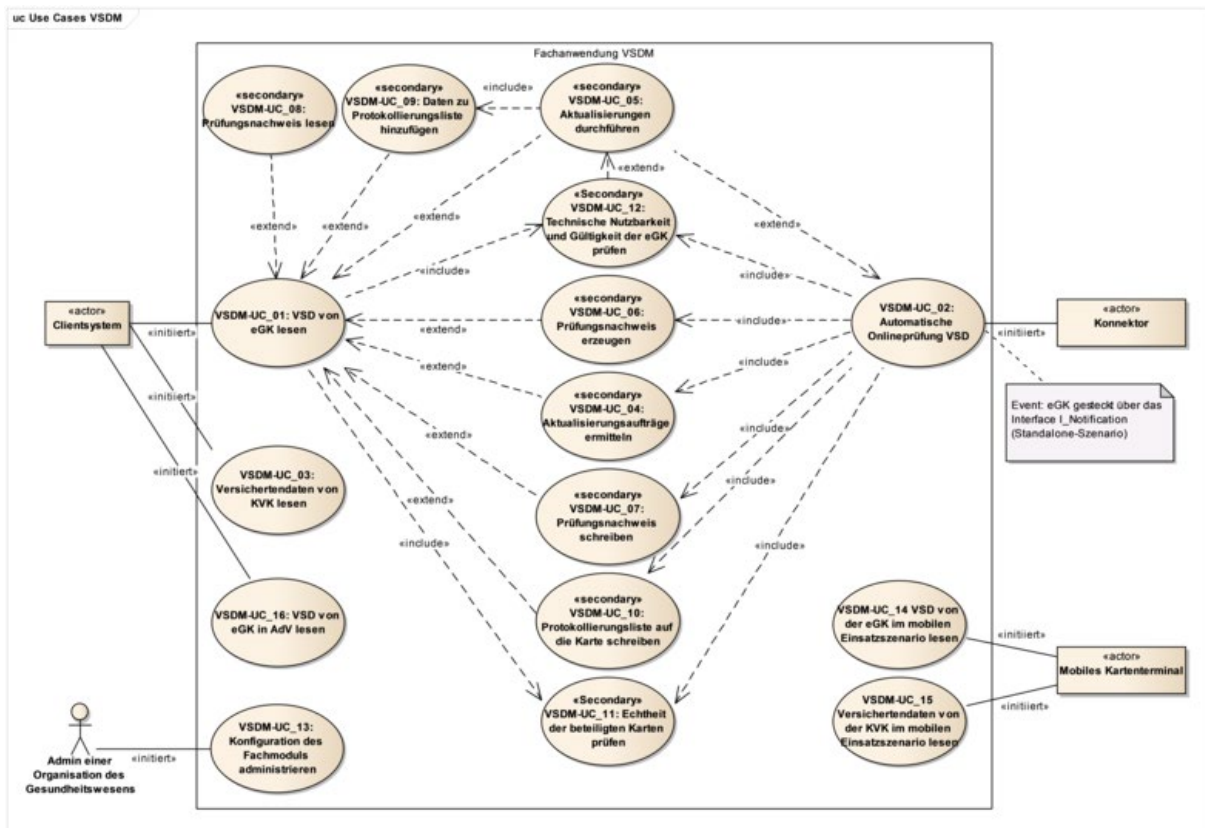 uc Use Cases VSDM
Fachanwendung VSDM
«secondary»
VSDM-UC_08:
Prüfungsnachweis lesen
«secondary»
VSDM-UC_09: Daten zu
Protokollierungsliste
hinzufügen
«include»
«secondary»
VSDM-UC_05:
Aktualisierungen
durchführen
«extend»
«Secondary»
VSDM-UC_12:
Technische Nutzbarkeit
und Gültigkeit der eGK
prüfen
«extend»
«extend»
«extend»
«extend»
«include»
«include»
«actor»
Clientsystem
«initiiert»
VSDM-UC_01: VSD von
eGK lesen
«extend»
«secondary»
VSDM-UC_06:
Prüfungsnachweis
erzeugen
«include»
VSDM-UC_02:
Automatische
Onlineprüfung VSD
«initiiert»
«actor»
Konnektor
«extend»
«include»
«initiiert»
«secondary»
VSDM-UC_04:
Aktualisierungsaufträge
ermitteln
Event: eGK gesteckt über das
Interface I_Notification
(Standalone-Szenario)
«extend»
«include»
«initiiert»
VSDM-UC_03:
Versichertendaten von
KVK lesen
«include»
«secondary»
VSDM-UC_07:
Prüfungsnachweis
schreiben
«extend»
«include»
«include»
VSDM-UC_16: VSD von
eGK in AdV lesen
«secondary»
VSDM-UC_10:
Protokollierungsliste auf
die Karte schreiben
VSDM-UC_14 VSD von
der eGK im mobilen
Einsatzszenario lesen
«initiiert»
«actor»
Mobiles Kartenterminal
«initiiert»
«Secondary»
VSDM-UC_11: Echtheit
der beteiligten Karten
prüfen
VSDM-UC_15
Versichertendaten von
der KVK im mobilen
Einsatzszenario lesen
VSDM-UC_13:
Konfiguration des
Fachmoduls
administrieren
«initiiert»
Admin einer
Organisation des
Gesundheitswesens